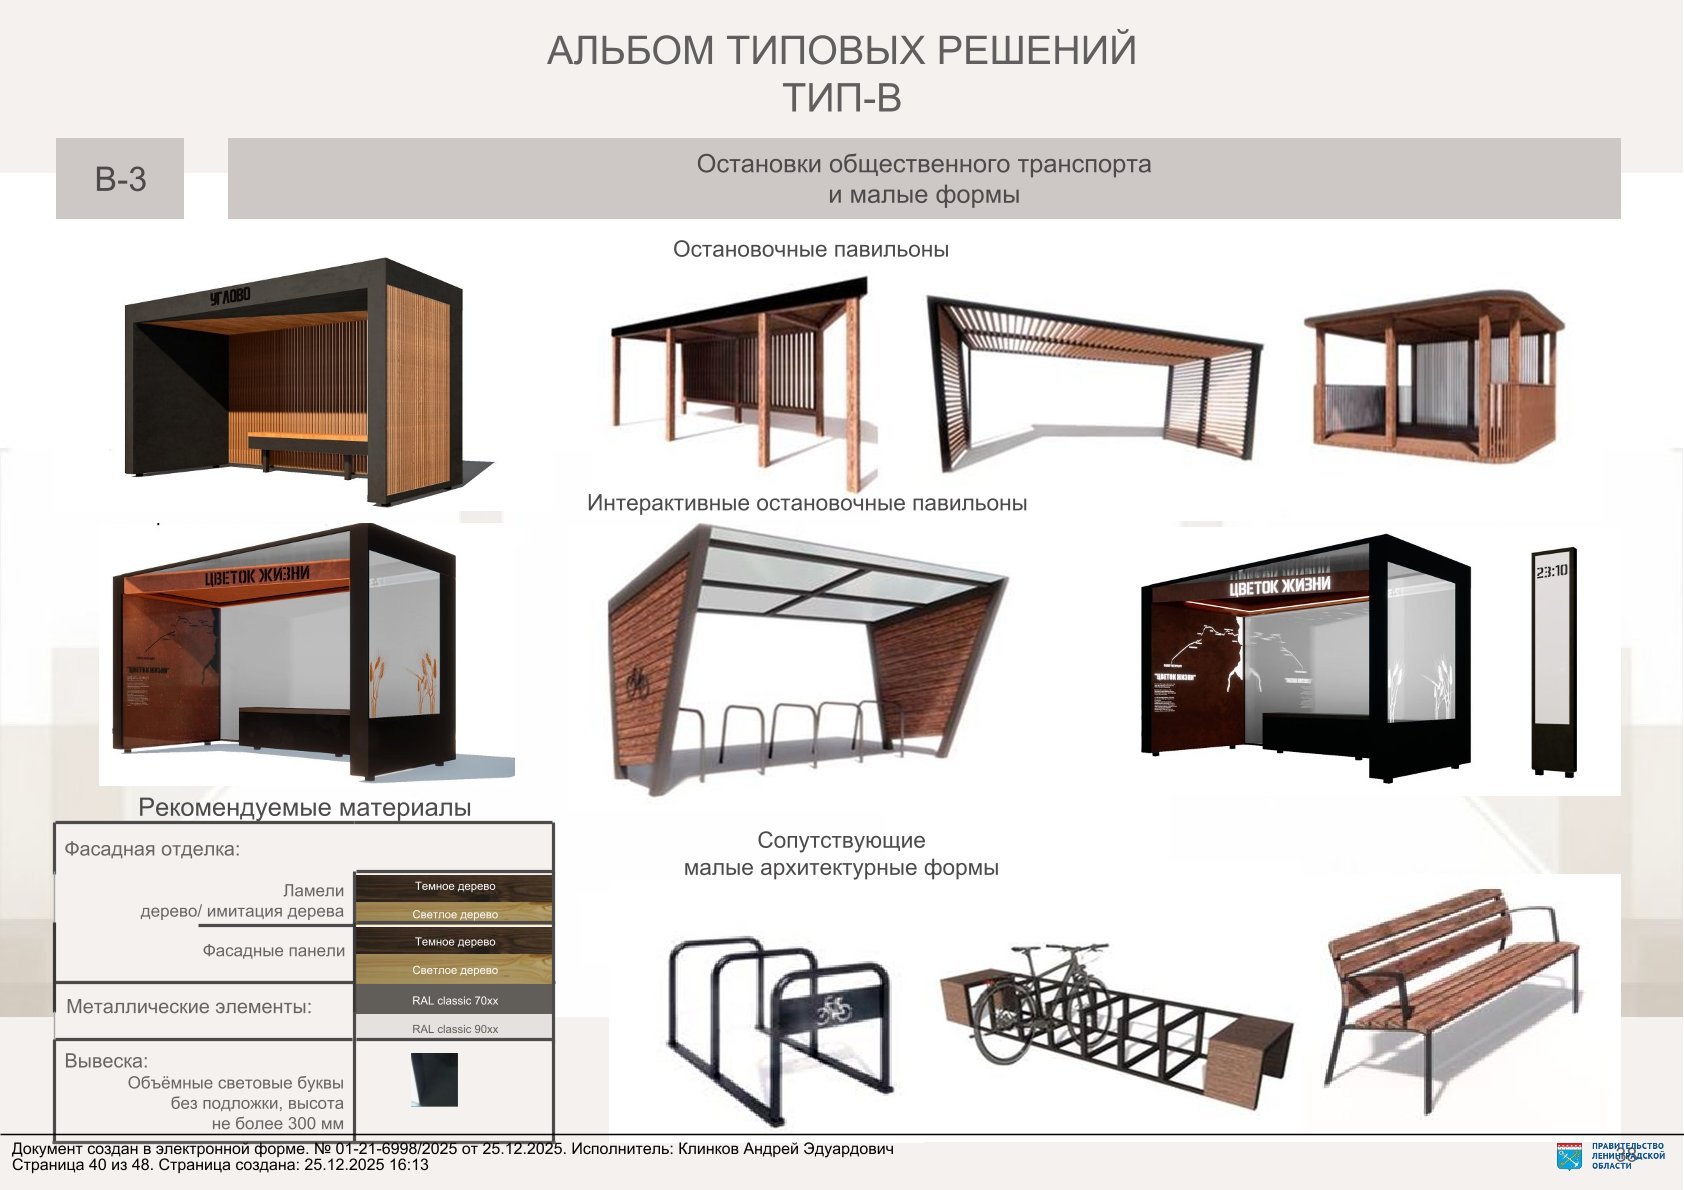 АЛЬБОМ ТИПОВЫХ РЕШЕНИЙ
ТИП-В
В-3
Остановки общественного транспорта
и малые формы
Остановочные павильоны
УГЛОВО
Интерактивные остановочные павильоны
ЦВЕТОК ЖИЗНИ
"ЦВЕТОК ЖИЗНИ"
ЦВЕТОК ЖИЗНИ
"ЦВЕТОК ЖИЗНИ"
23:10
Рекомендуемые материалы
Фасадная отделка:
Ламели
дерево/ имитация дерева
Темное дерево
Светлое дерево
Фасадные панели
Темное дерево
Светлое дерево
Металлические элементы:
RAL classic 70xx
RAL classic 90xx
Вывеска:
Объёмные световые буквы
без подложки, высота
не более 300 мм
Сопутствующие
малые архитектурные формы
Документ создан в электронной форме. № 01-21-6998/2025 от 25.12.2025. Исполнитель: Клинков Андрей Эдуардович
Страница 40 из 48. Страница создана: 25.12.2025 16:13
ПРАВИТЕЛЬСТВО
ЛЕНИНГРАДСКОЙ
ОБЛАСТИ